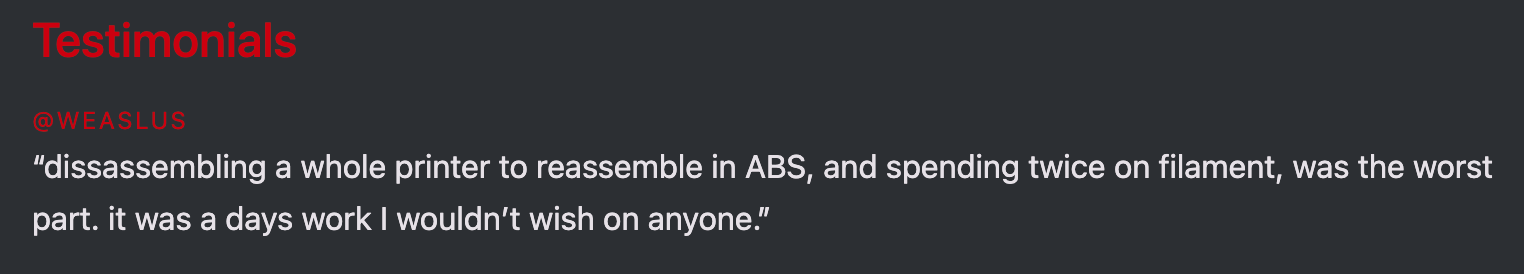 Testimonials
@WEASLUS
“dissassembling a whole printer to reassemble in ABS, and spending twice on filament, was the worst
part. it was a days work I wouldn’t wish on anyone.”